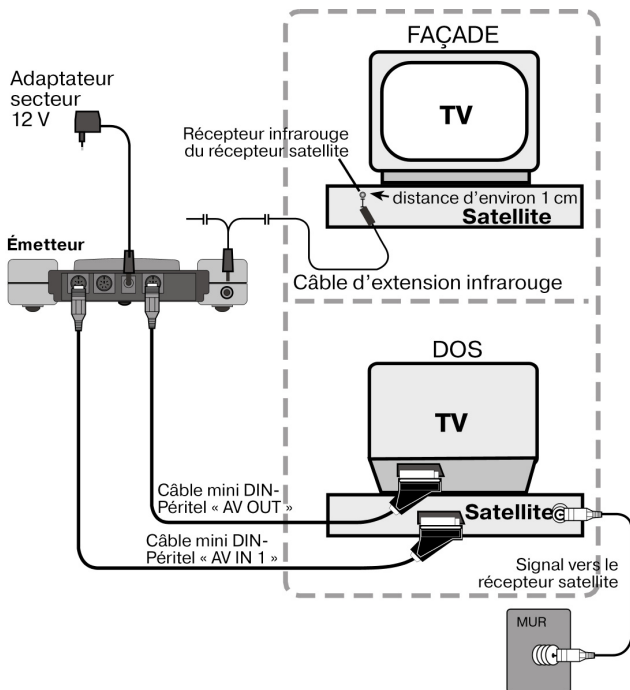 FAÇADE
Adaptateur
secteur
12 V
TV
Récepteur infrarouge
du récepteur satellite
distance d'environ 1 cm
Satellite
Émetteur
Câble d'extension infrarouge
DOS
TV
Câble mini DIN-
Péritel « AV OUT »
Satellite
Câble mini DIN-
Péritel « AV IN 1 »
Signal vers le
récepteur satellite
MUR